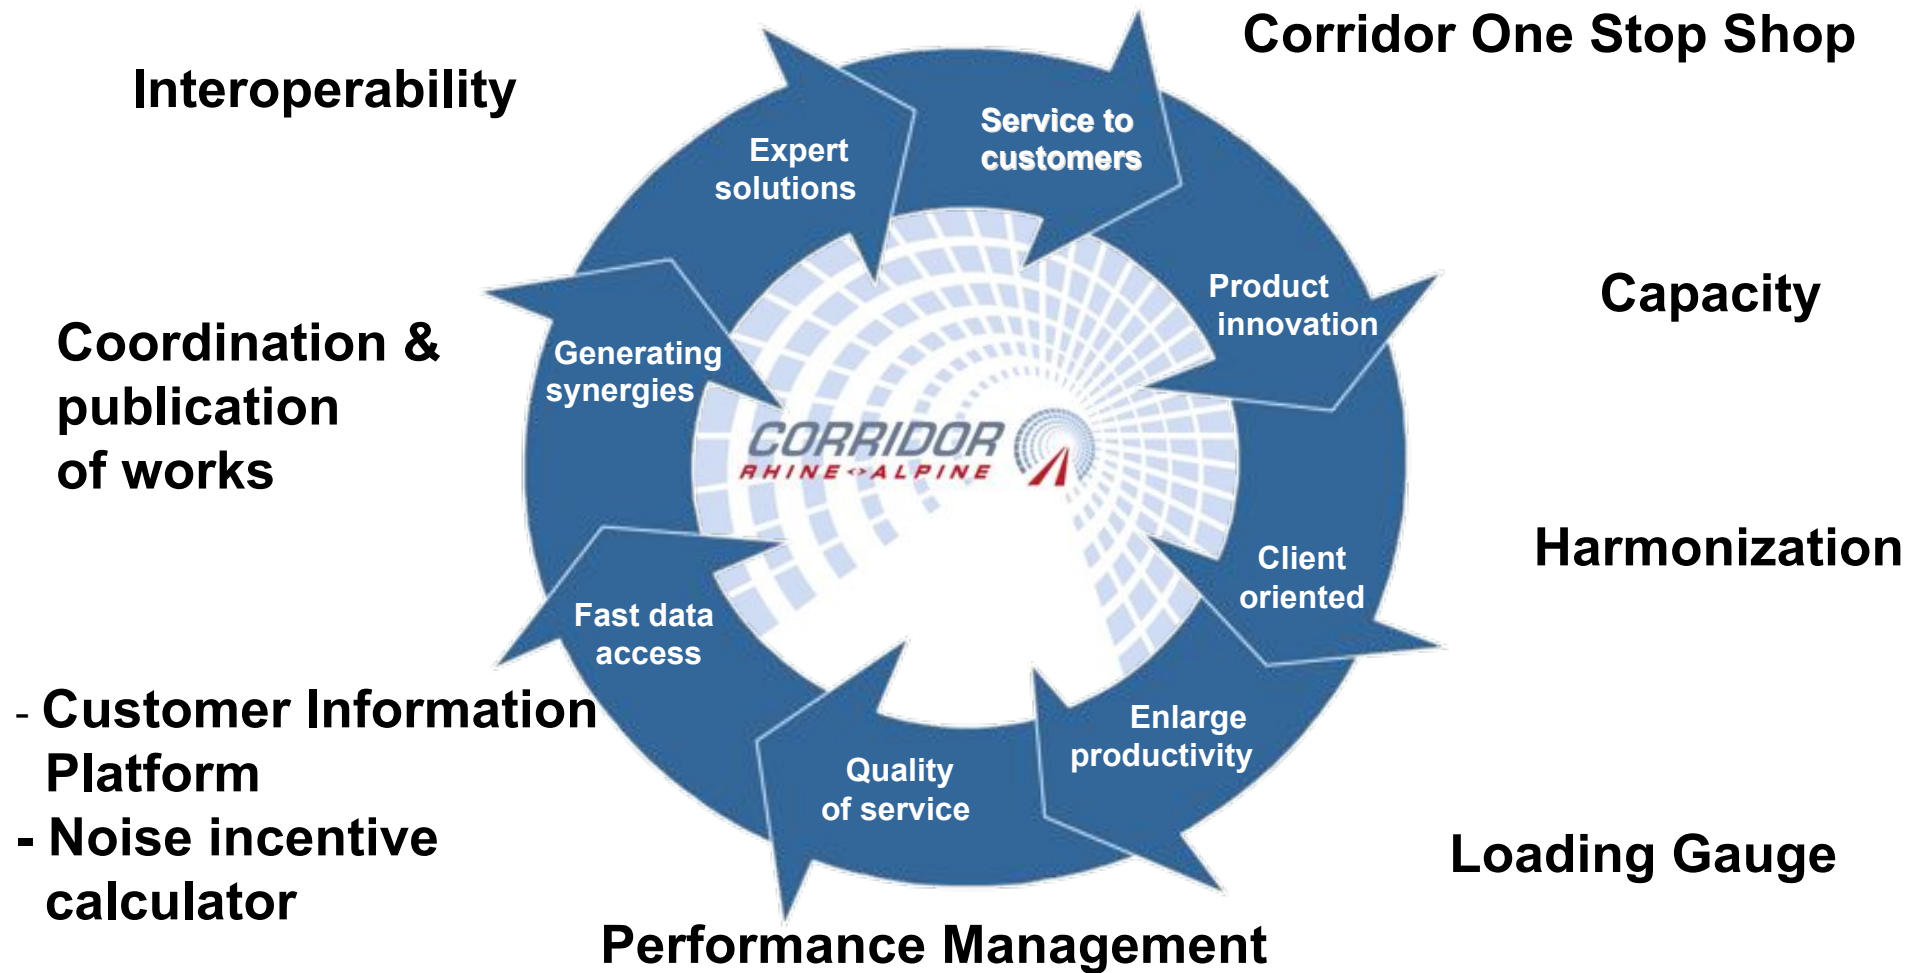 Corridor One Stop Shop
Interoperability
Service to
customers
Expert
solutions
Product
innovation
Capacity
Coordination &
publication
of works
Generating
synergies
CORRIDOR
RHINE<>ALPINE
Harmonization
Client
oriented
Fast data
access
- Customer Information
Platform
- Noise incentive
calculator
Enlarge
productivity
Quality
of service
Loading Gauge
Performance Management